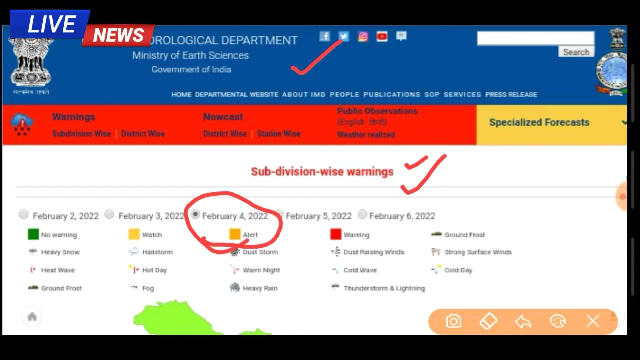 LIVE
NEWS
OROLOGICAL DEPARTMENT
Ministry of Earth Sciences
Government of India
Search
HOME DEPARTMENTAL WEBSITE ABOUT IMD PEOPLE PUBLICATIONS SOP SERVICES PRESS RELEASE
Warnings
Subdivision Wise | District Wise
Nowcast
District Wise | Station Wise
Public Observations
(English हिन्दी)
Weather realized
Specialized Forecasts
Sub-division-wise warnings
February 2, 2022 February 3, 2022 February 4, 2022 February 5, 2022 February 6, 2022
No warning Watch Alert Warning Ground Frost
Heavy Snow Hailstorm Dust Storm Dust Raising Winds Strong Surface Winds
Heat Wave Hot Day Warm Night Cold Wave Cold Day
Ground Frost Fog Heavy Rain Thunderstorm & Lightning